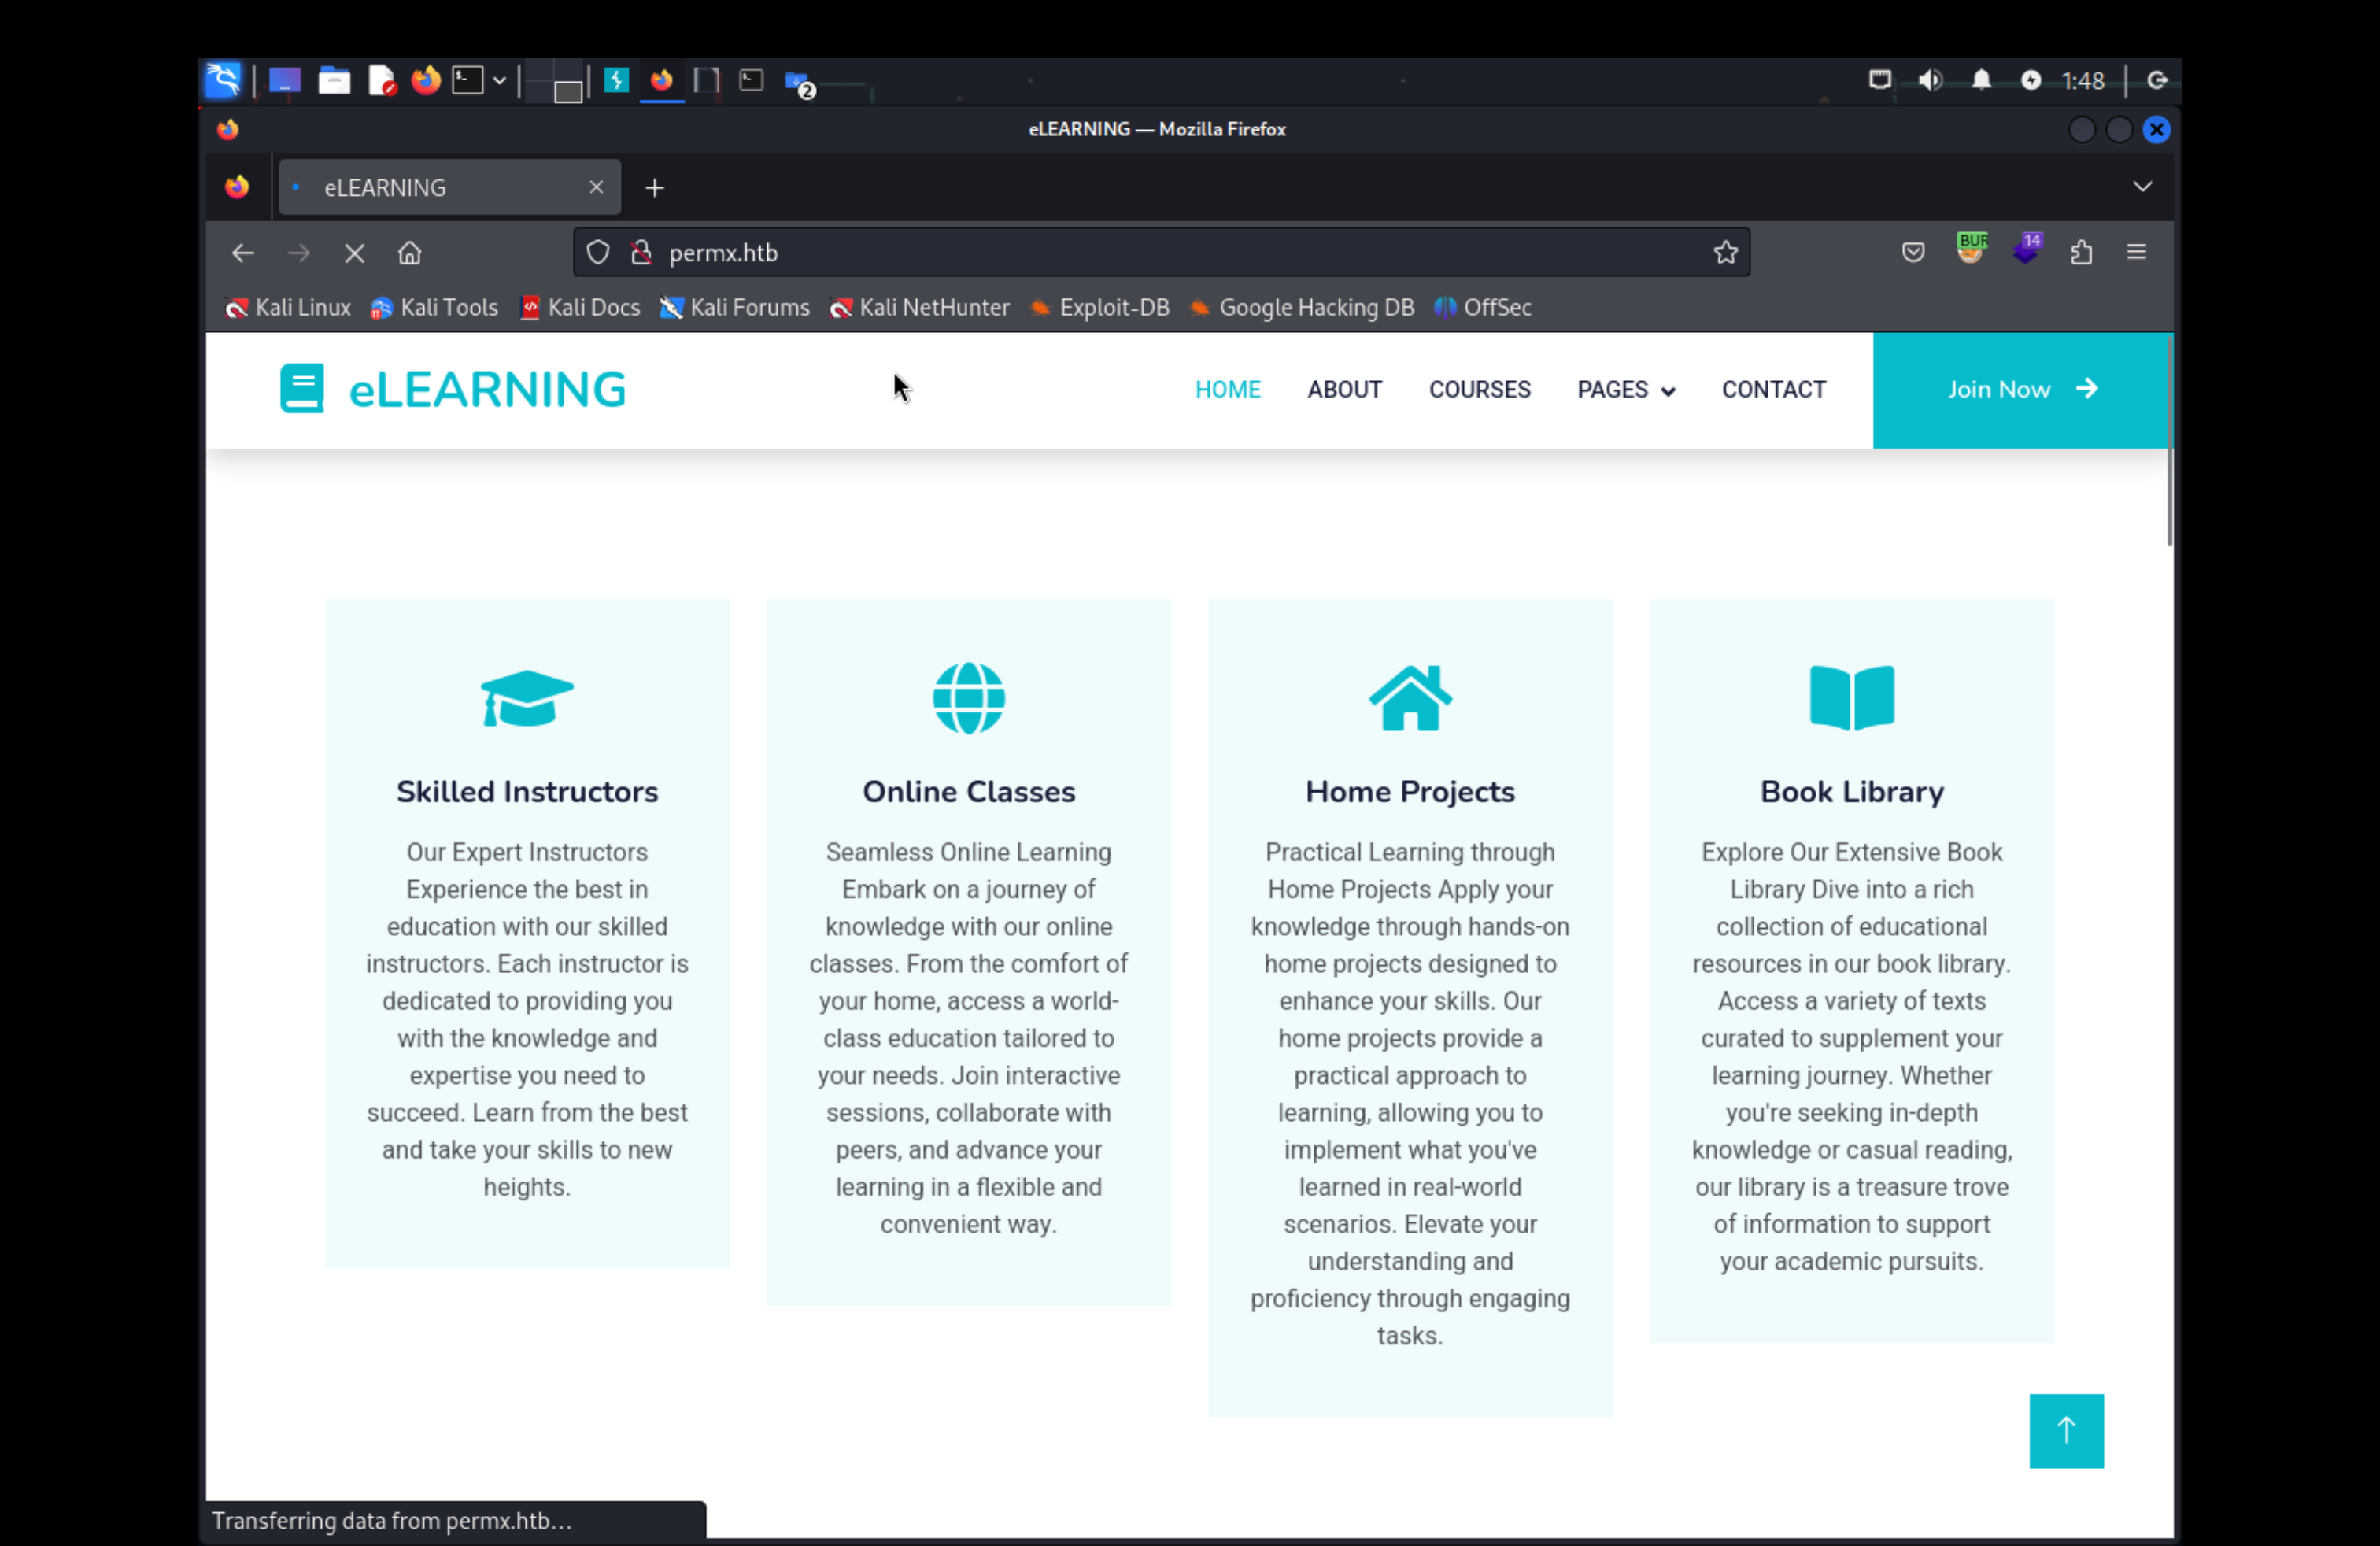 2
1:48
eLEARNING — Mozilla Firefox
eLEARNING
permx.htb
BUR
14
Kali Linux Kali Tools Kali Docs Kali Forums Kali NetHunter Exploit-DB Google Hacking DB OffSec
eLEARNING
HOME ABOUT COURSES PAGES CONTACT Join Now
Skilled Instructors
Our Expert Instructors
Experience the best in
education with our skilled
instructors. Each instructor is
dedicated to providing you
with the knowledge and
expertise you need to
succeed. Learn from the best
and take your skills to new
heights.
Online Classes
Seamless Online Learning
Embark on a journey of
knowledge with our online
classes. From the comfort of
your home, access a world-
class education tailored to
your needs. Join interactive
sessions, collaborate with
peers, and advance your
learning in a flexible and
convenient way.
Home Projects
Practical Learning through
Home Projects Apply your
knowledge through hands-on
home projects designed to
enhance your skills. Our
home projects provide a
practical approach to
learning, allowing you to
implement what you've
learned in real-world
scenarios. Elevate your
understanding and
proficiency through engaging
tasks.
Book Library
Explore Our Extensive Book
Library Dive into a rich
collection of educational
resources in our book library.
Access a variety of texts
curated to supplement your
learning journey. Whether
you're seeking in-depth
knowledge or casual reading,
our library is a treasure trove
of information to support
your academic pursuits.
Transferring data from permx.htb...